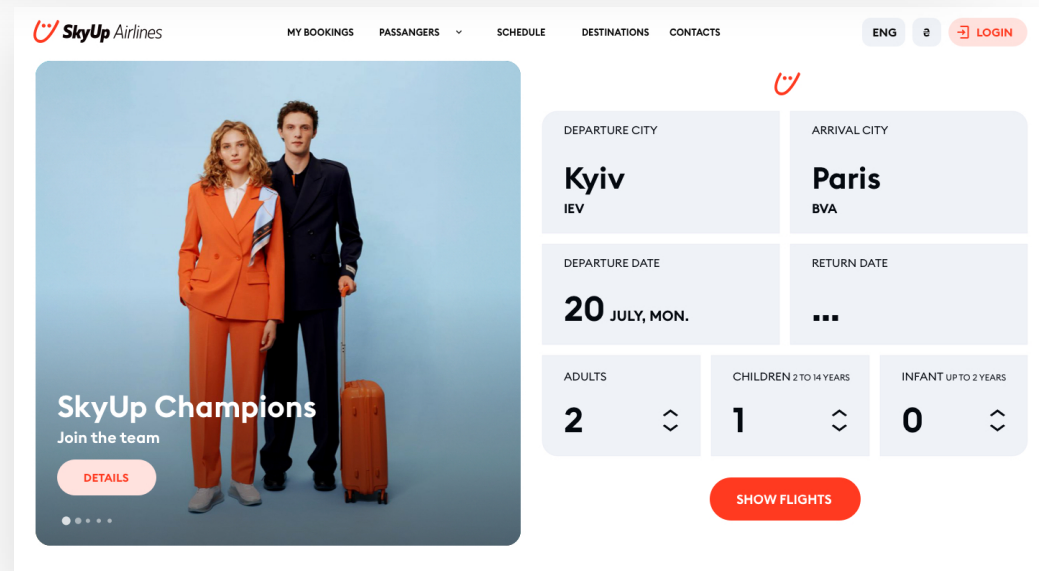 SkyUp Airlines
MY BOOKINGS PASSANGERS SCHEDULE DESTINATIONS CONTACTS
ENG ₴ LOGIN
SkyUp Champions
Join the team
DETAILS
DEPARTURE CITY
Kyiv
IEV
ARRIVAL CITY
Paris
BVA
DEPARTURE DATE
20 JULY, MON.
RETURN DATE
...
ADULTS
2
CHILDREN 2 TO 14 YEARS
1
INFANT UP TO 2 YEARS
0
SHOW FLIGHTS